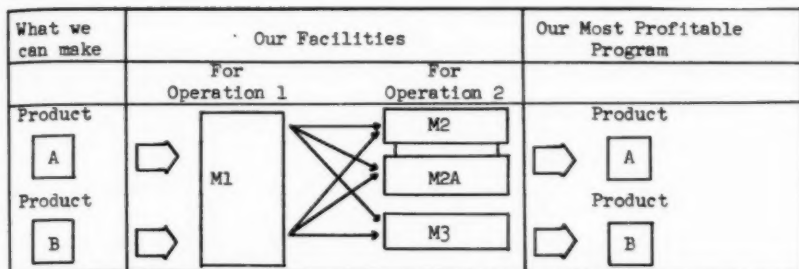 What we
can make
Our Facilities
Our Most Profitable
Program
For
Operation 1
For
Operation 2
Product
A
Product
B
M1
M2
M2A
M3
Product
A
Product
B